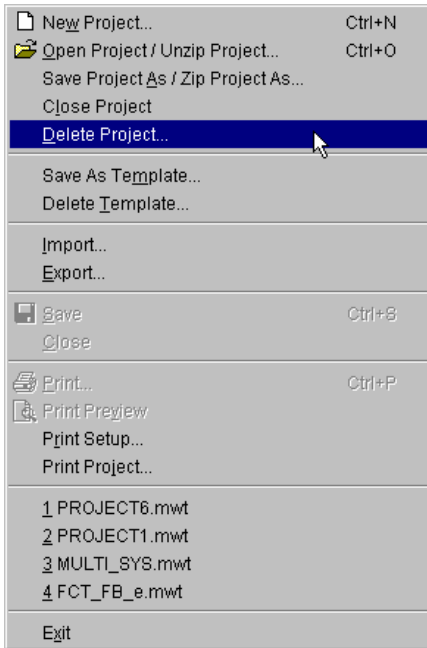 New Project... Ctrl+N
Open Project / Unzip Project... Ctrl+O
Save Project As / Zip Project As...
Close Project
Delete Project...
Save As Template...
Delete Template...
Import...
Export...
Save Ctrl+S
Close
Print... Ctrl+P
Print Preview
Print Setup...
Print Project...
1 PROJECT6.mwt
2 PROJECT1.mwt
3 MULTI_SYS.mwt
4 FCT_FB_e.mwt
Exit